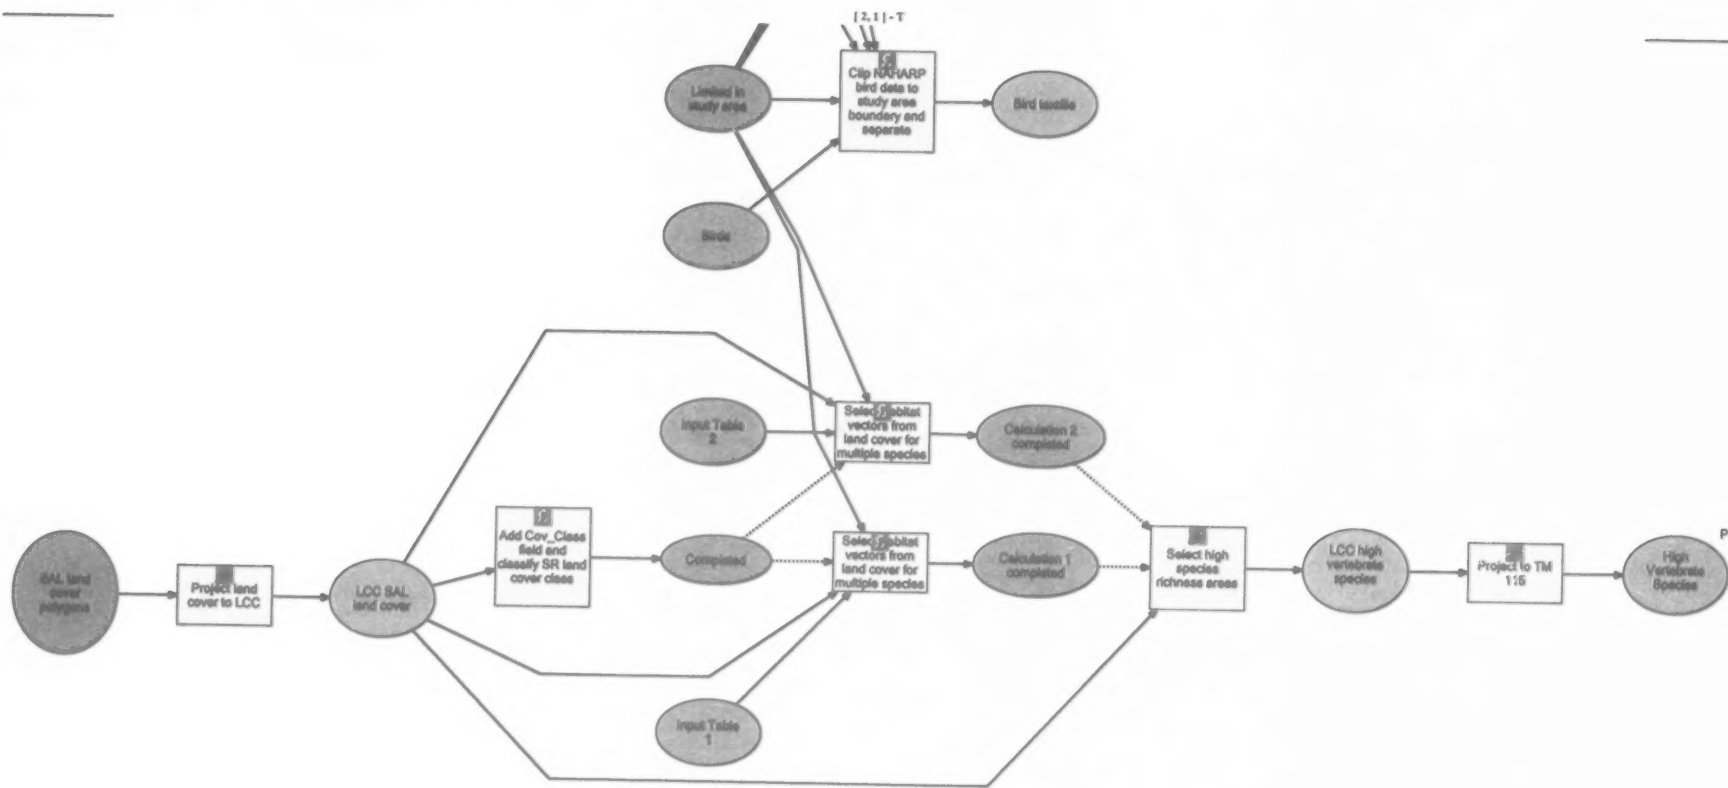 [ 2, 1 ] - T
Limited in
study area
Clip NAHARP
bird data to
study area
boundary and
separate
Bird textfile
Birds
Input Table
2
Select habitat
vectors from
land cover for
multiple species
Calculation 2
completed
SAL land
cover
polygons
Project land
cover to LCC
LCC SAL
land cover
Add Cov_Class
field and
classify SR land
cover class
Completed
Select habitat
vectors from
land cover for
multiple species
Calculation 1
completed
Select high
species
richness areas
LCC high
vertebrate
species
Project to TM
115
High
Vertebrate
Species
P
Input Table
1